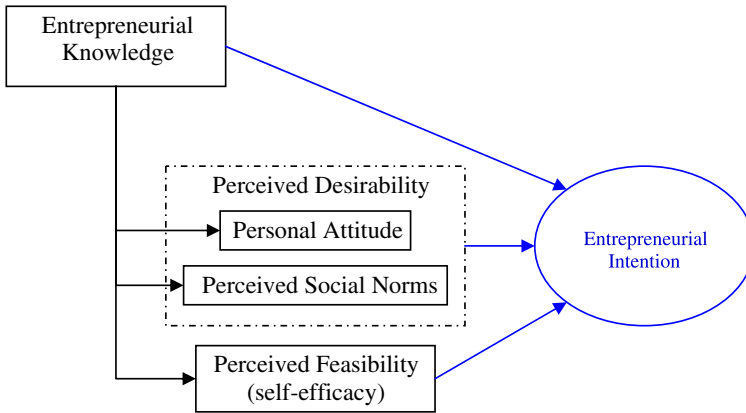 Entrepreneurial
Knowledge
Perceived Desirability
Personal Attitude
Perceived Social Norms
Entrepreneurial
Intention
Perceived Feasibility
(self-efficacy)